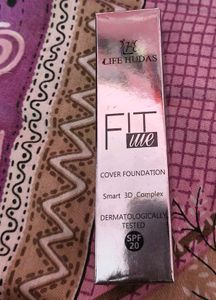 LIFE HUDAS
FIT
me
COVER FOUNDATION
Smart 3D Complex
DERMATOLOGICALLY
TESTED
SPF
20